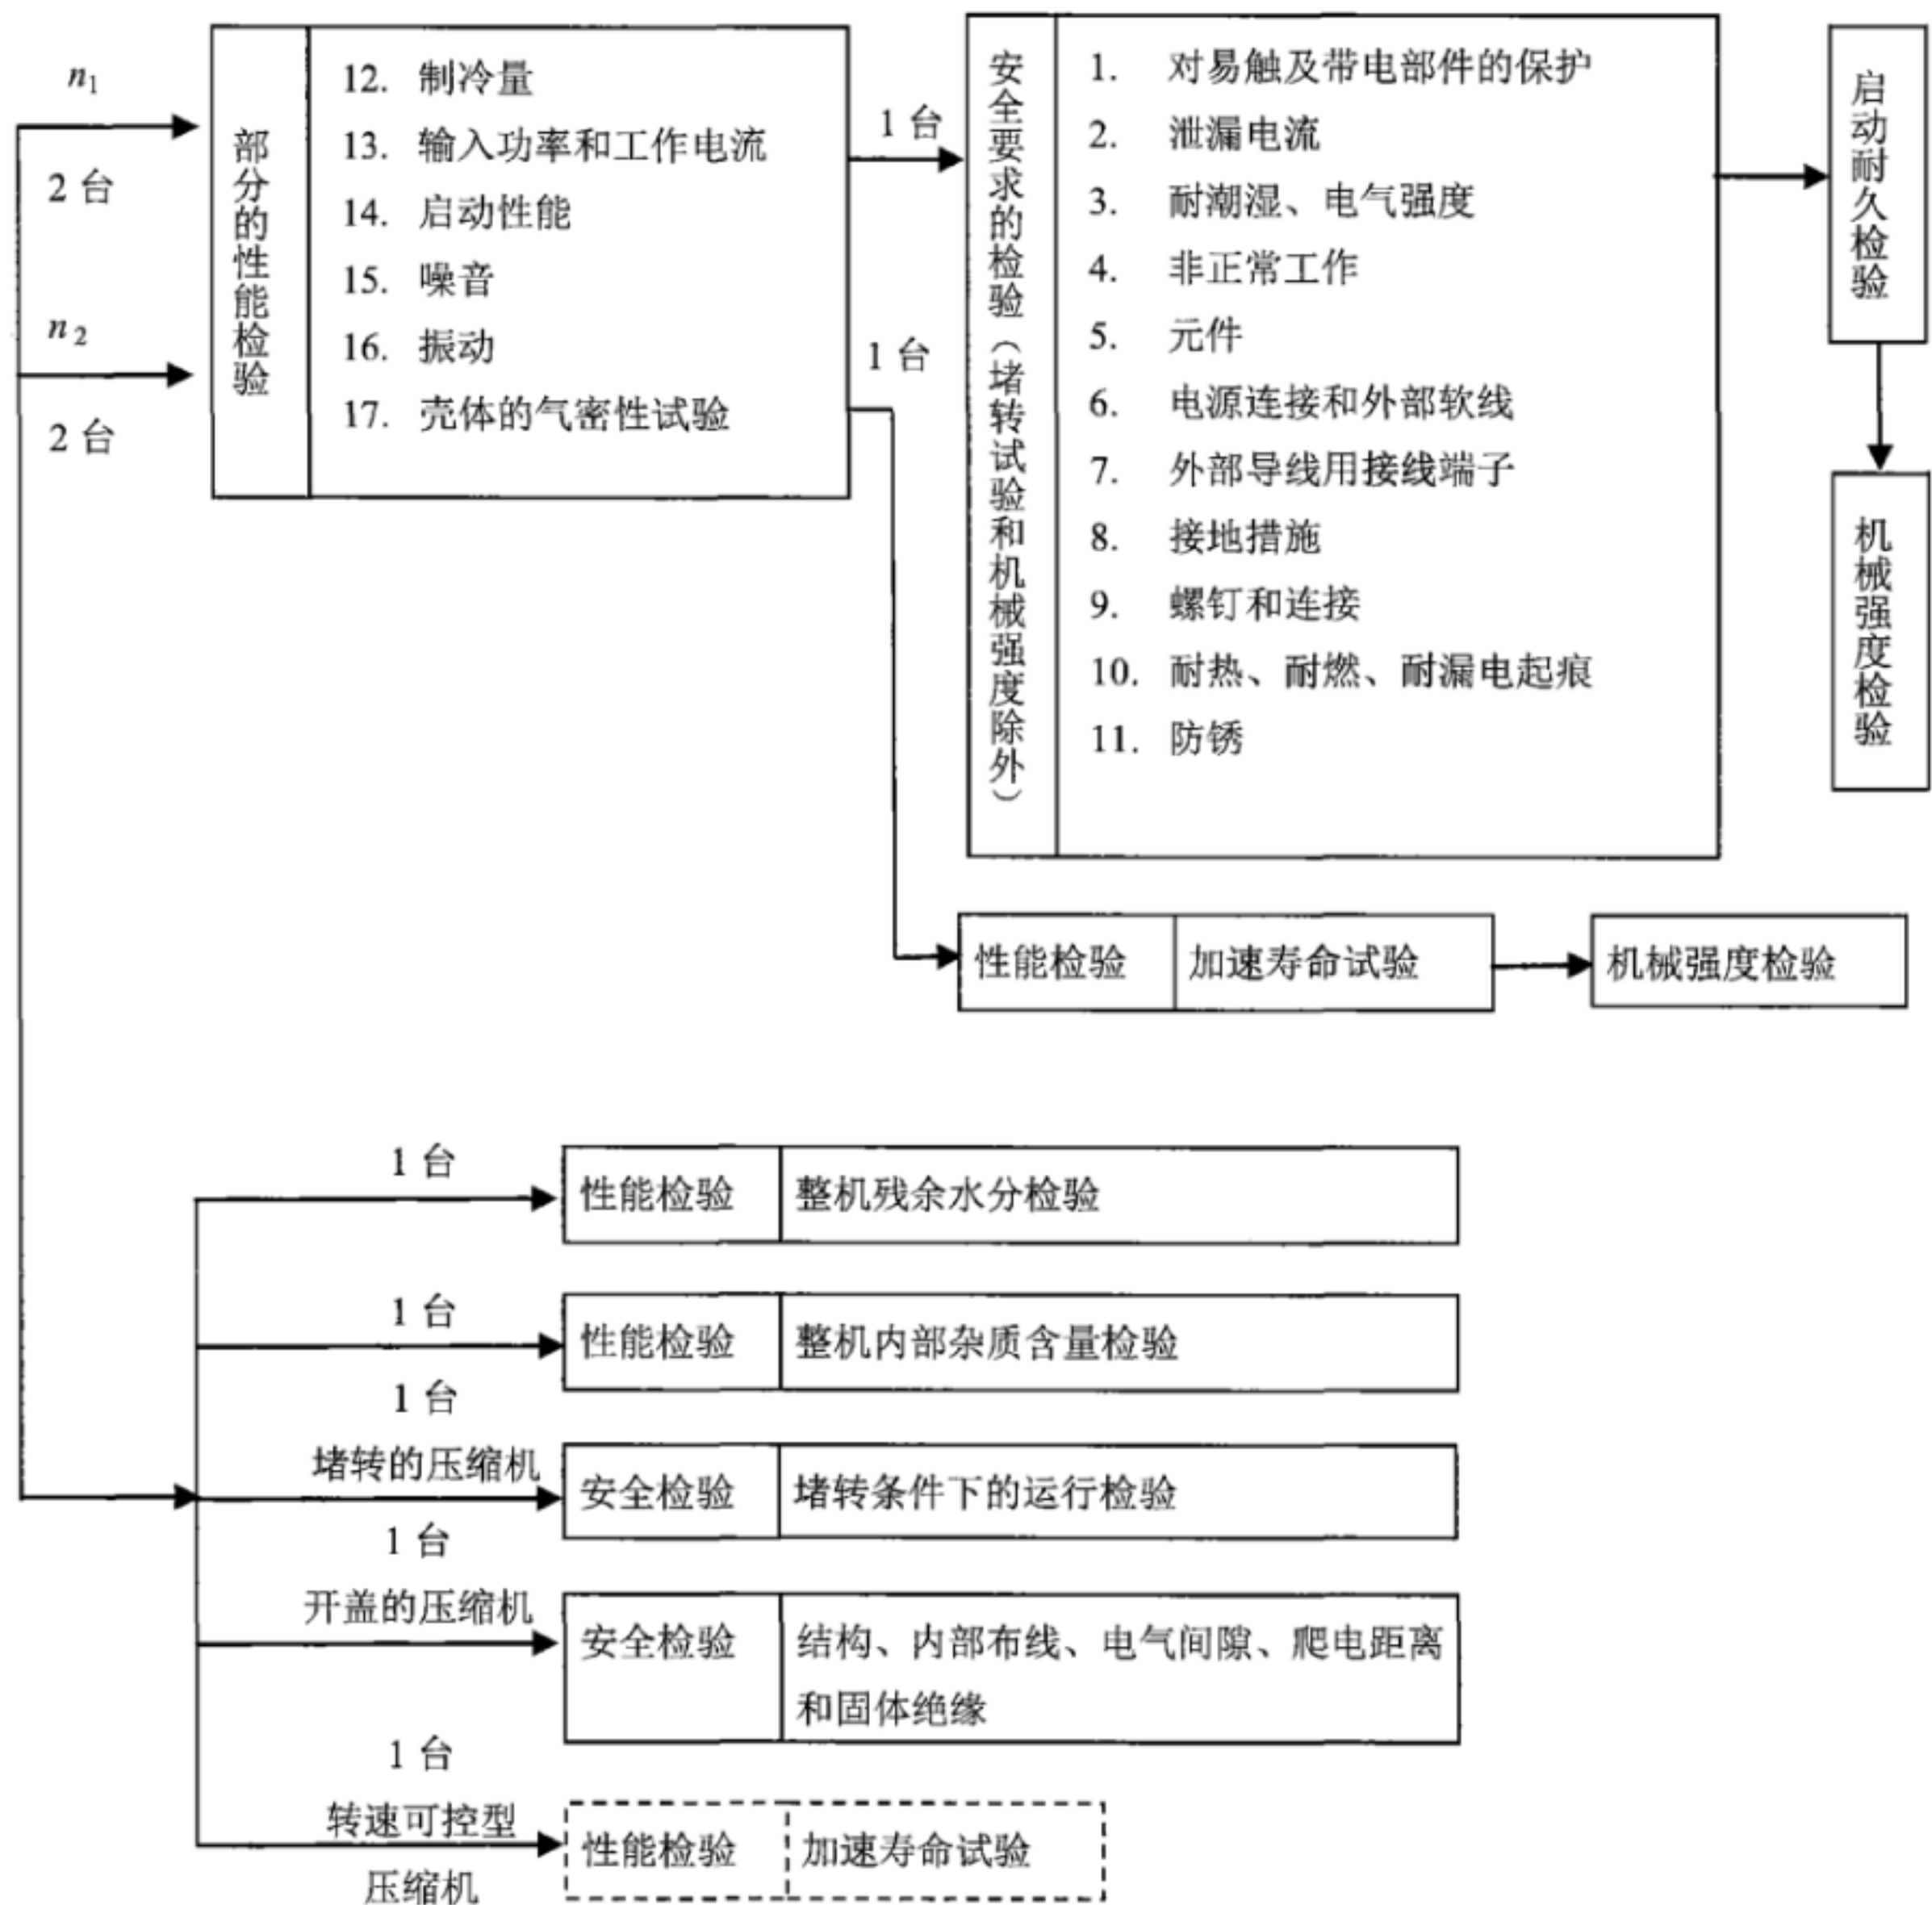 n₁
2 台
n₂
2 台
部分的性能检验
12. 制冷量
13. 输入功率和工作电流
14. 启动性能
15. 噪音
16. 振动
17. 壳体的气密性试验
1 台
1 台
安全要求的检验（堵转试验和机械强度除外）
1. 对易触及带电部件的保护
2. 泄漏电流
3. 耐潮湿、电气强度
4. 非正常工作
5. 元件
6. 电源连接和外部软线
7. 外部导线用接线端子
8. 接地措施
9. 螺钉和连接
10. 耐热、耐燃、耐漏电起痕
11. 防锈
启动耐久检验
机械强度检验
性能检验 加速寿命试验
机械强度检验
1 台
性能检验 整机残余水分检验
1 台
性能检验 整机内部杂质含量检验
1 台
堵转的压缩机
安全检验 堵转条件下的运行检验
1 台
开盖的压缩机
安全检验 结构、内部布线、电气间隙、爬电距离
和固体绝缘
1 台
转速可控型
压缩机
性能检验 加速寿命试验